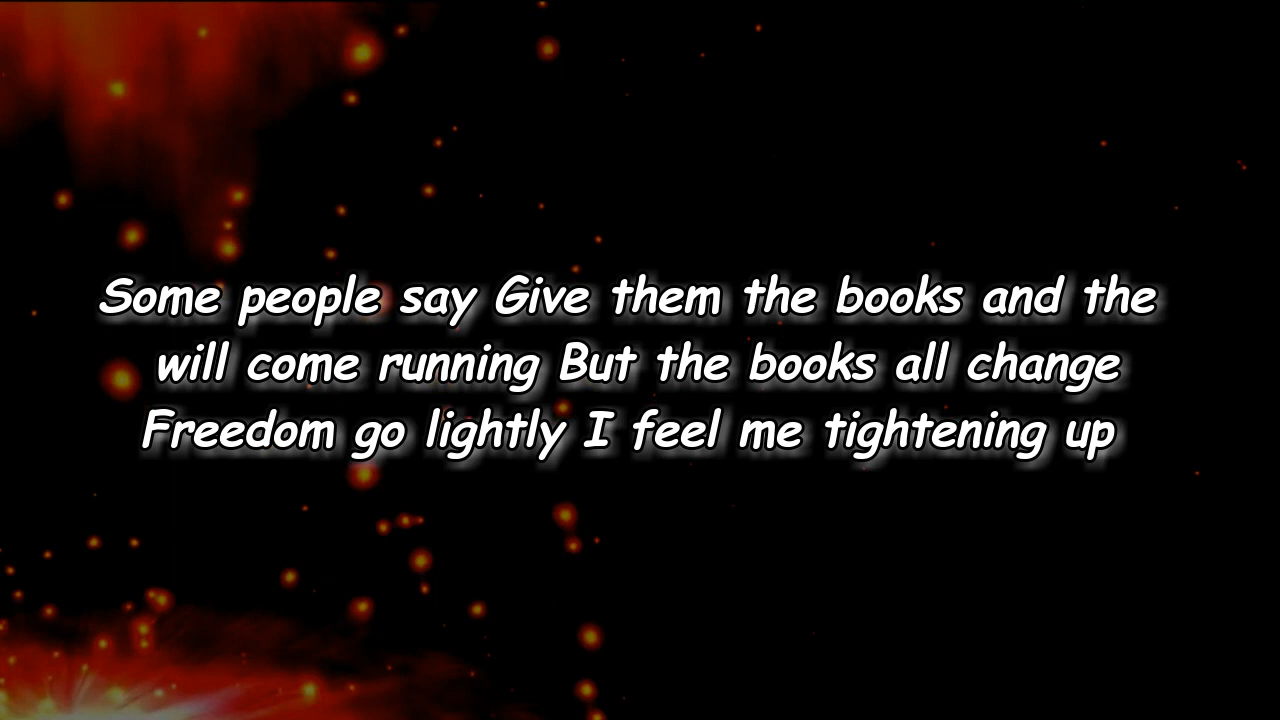 Some people say Give them the books and the
will come running But the books all change
Freedom go lightly I feel me tightening up